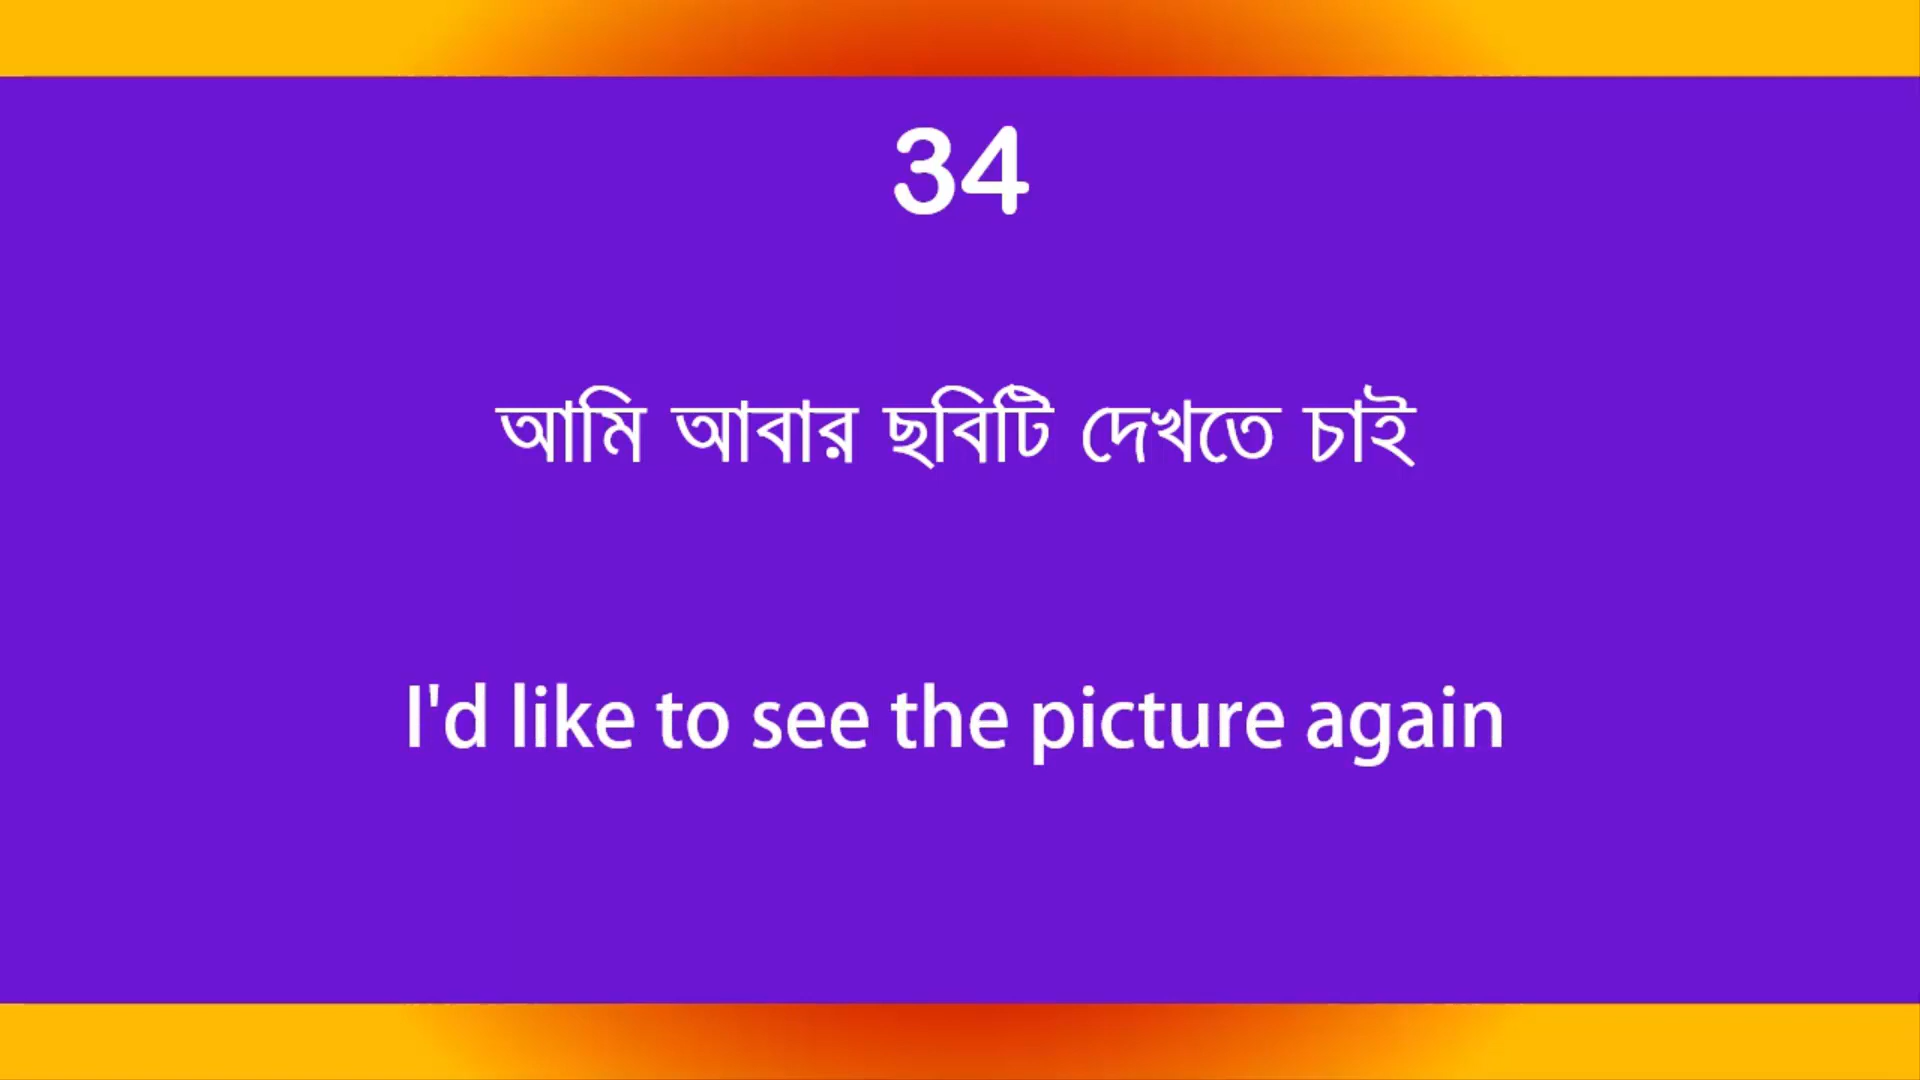 34
আমি আবার ছবিটি দেখতে চাই
I'd like to see the picture again